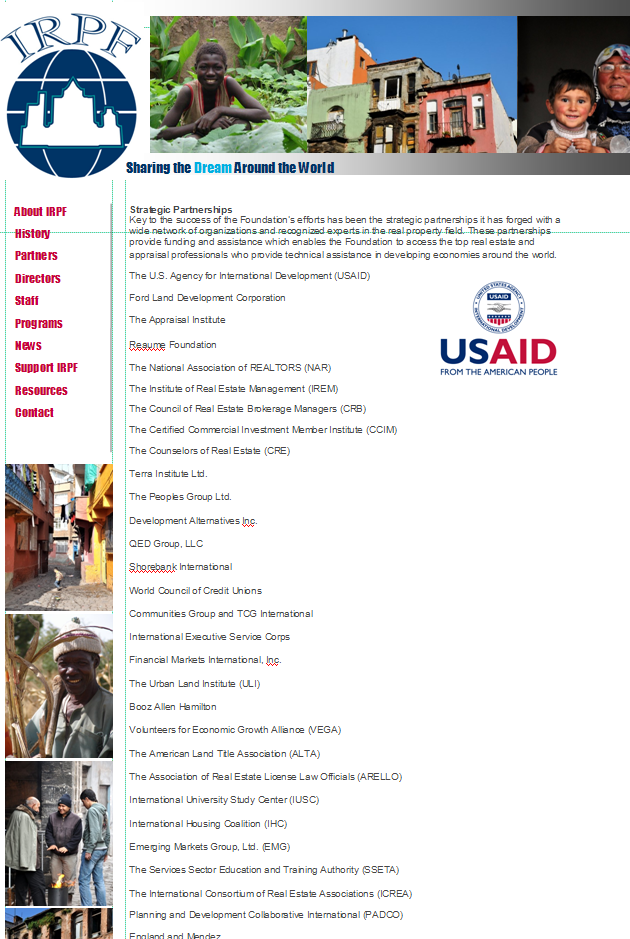 IRPF
Sharing the Dream Around the World
About IRPF
History
Partners
Directors
Staff
Programs
News
Support IRPF
Resources
Contact
Strategic Partnerships
Key to the success of the Foundation's efforts has been the strategic partnerships it has forged with a
wide network of organizations and recognized experts in the real property field. These partnerships
provide funding and assistance which enables the Foundation to access the top real estate and
appraisal professionals who provide technical assistance in developing economies around the world.
The U.S. Agency for International Development (USAID)
Ford Land Development Corporation
The Appraisal Institute
Reaume Foundation
The National Association of REALTORS (NAR)
The Institute of Real Estate Management (IREM)
The Council of Real Estate Brokerage Managers (CRB)
The Certified Commercial Investment Member Institute (CCIM)
The Counselors of Real Estate (CRE)
Terra Institute Ltd.
The Peoples Group Ltd.
Development Alternatives Inc.
QED Group, LLC
Shorebank International
World Council of Credit Unions
Communities Group and TCG International
International Executive Service Corps
Financial Markets International, Inc.
The Urban Land Institute (ULI)
Booz Allen Hamilton
Volunteers for Economic Growth Alliance (VEGA)
The American Land Title Association (ALTA)
The Association of Real Estate License Law Officials (ARELLO)
International University Study Center (IUSC)
International Housing Coalition (IHC)
Emerging Markets Group, Ltd. (EMG)
The Services Sector Education and Training Authority (SSETA)
The International Consortium of Real Estate Associations (ICREA)
Planning and Development Collaborative International (PADCO)
England and Mendez
UNITED STATES AGENCY
USAID
INTERNATIONAL DEVELOPMENT
USAID
FROM THE AMERICAN PEOPLE